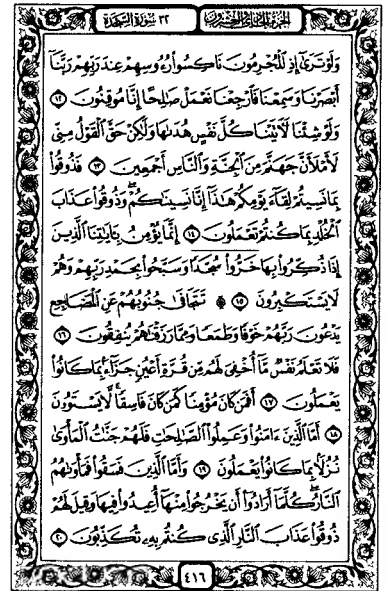 الجزء الحادي والعشرون
٣٢ سورة السجدة
وَلَوْ تَرَىٰٓ إِذِ ٱلْمُجْرِمُونَ نَاكِسُوا۟ رُءُوسِهِمْ عِندَ رَبِّهِمْ رَبَّنَآ
أَبْصَرْنَا وَسَمِعْنَا فَٱرْجِعْنَا نَعْمَلْ صَٰلِحًا إِنَّا مُوقِنُونَ ١٢
وَلَوْ شِئْنَا لَءَاتَيْنَا كُلَّ نَفْسٍ هُدَىٰهَا وَلَٰكِنْ حَقَّ ٱلْقَوْلُ مِنِّى
لَأَمْلَأَنَّ جَهَنَّمَ مِنَ ٱلْجِنَّةِ وَٱلنَّاسِ أَجْمَعِينَ ١٣ فَذُوقُوا۟
بِمَا نَسِيتُمْ لِقَآءَ يَوْمِكُمْ هَٰذَآ إِنَّا نَسِينَٰكُمْ ۖ وَذُوقُوا۟ عَذَابَ
ٱلْخُلْدِ بِمَا كُنتُمْ تَعْمَلُونَ ١٤ إِنَّمَا يُؤْمِنُ بِـَٔايَٰتِنَا ٱلَّذِينَ
إِذَا ذُكِّرُوا۟ بِهَا خَرُّوا۟ سُجَّدًا وَسَبَّحُوا۟ بِحَمْدِ رَبِّهِمْ وَهُمْ
لَا يَسْتَكْبِرُونَ ۩ ١٥ تَتَجَافَىٰ جُنُوبُهُمْ عَنِ ٱلْمَضَاجِعِ
يَدْعُونَ رَبَّهُمْ خَوْفًا وَطَمَعًا وَمِمَّا رَزَقْنَٰهُمْ يُنفِقُونَ ١٦
فَلَا تَعْلَمُ نَفْسٌ مَّآ أُخْفِىَ لَهُم مِّن قُرَّةِ أَعْيُنٍ جَزَآءًۢ بِمَا كَانُوا۟
يَعْمَلُونَ ١٧ أَفَمَن كَانَ مُؤْمِنًا كَمَن كَانَ فَاسِقًا ۚ لَّا يَسْتَوُۥنَ
١٨ أَمَّا ٱلَّذِينَ ءَامَنُوا۟ وَعَمِلُوا۟ ٱلصَّٰلِحَٰتِ فَلَهُمْ جَنَّٰتُ ٱلْمَأْوَىٰ
نُزُلًۢا بِمَا كَانُوا۟ يَعْمَلُونَ ١٩ وَأَمَّا ٱلَّذِينَ فَسَقُوا۟ فَمَأْوَىٰهُمُ
ٱلنَّارُ ۖ كُلَّمَآ أَرَادُوٓا۟ أَن يَخْرُجُوا۟ مِنْهَآ أُعِيدُوا۟ فِيهَا وَقِيلَ لَهُمْ
ذُوقُوا۟ عَذَابَ ٱلنَّارِ ٱلَّذِى كُنتُم بِهِۦ تُكَذِّبُونَ ٢٠
٤١٦